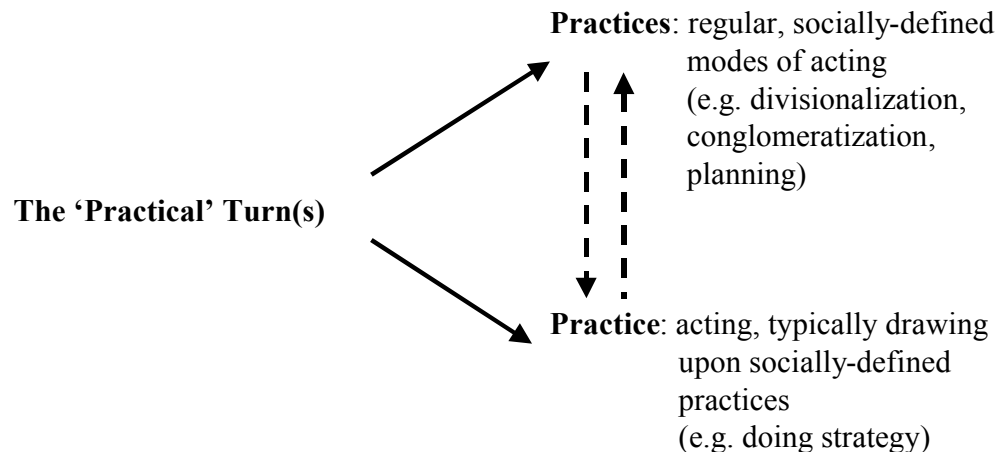 Practices: regular, socially-defined
modes of acting
(e.g. divisionalization,
conglomeratization,
planning)
The ‘Practical’ Turn(s)
Practice: acting, typically drawing
upon socially-defined
practices
(e.g. doing strategy)